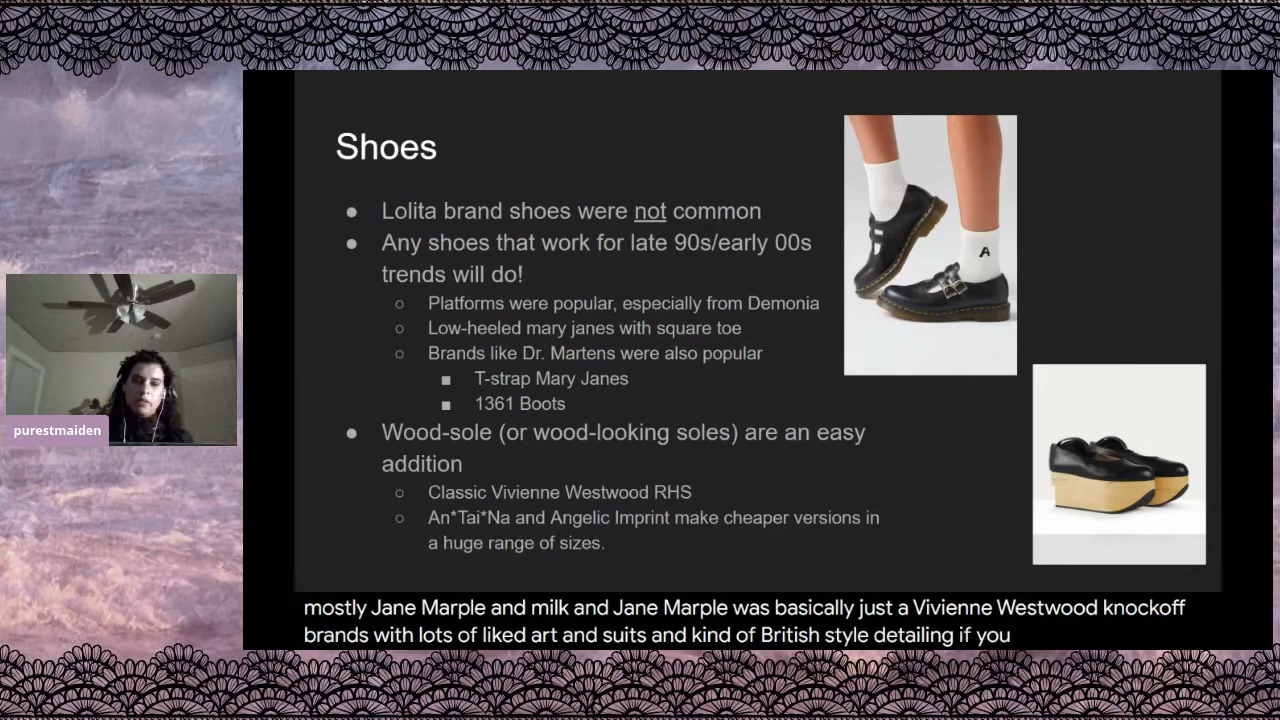 Shoes
● Lolita brand shoes were not common
● Any shoes that work for late 90s/early 00s
trends will do!
○ Platforms were popular, especially from Demonia
○ Low-heeled mary janes with square toe
○ Brands like Dr. Martens were also popular
■ T-strap Mary Janes
■ 1361 Boots
● Wood-sole (or wood-looking soles) are an easy
addition
○ Classic Vivienne Westwood RHS
○ An*Tai*Na and Angelic Imprint make cheaper versions in
a huge range of sizes.
A
purestmaiden
mostly Jane Marple and milk and Jane Marple was basically just a Vivienne Westwood knockoff
brands with lots of liked art and suits and kind of British style detailing if you